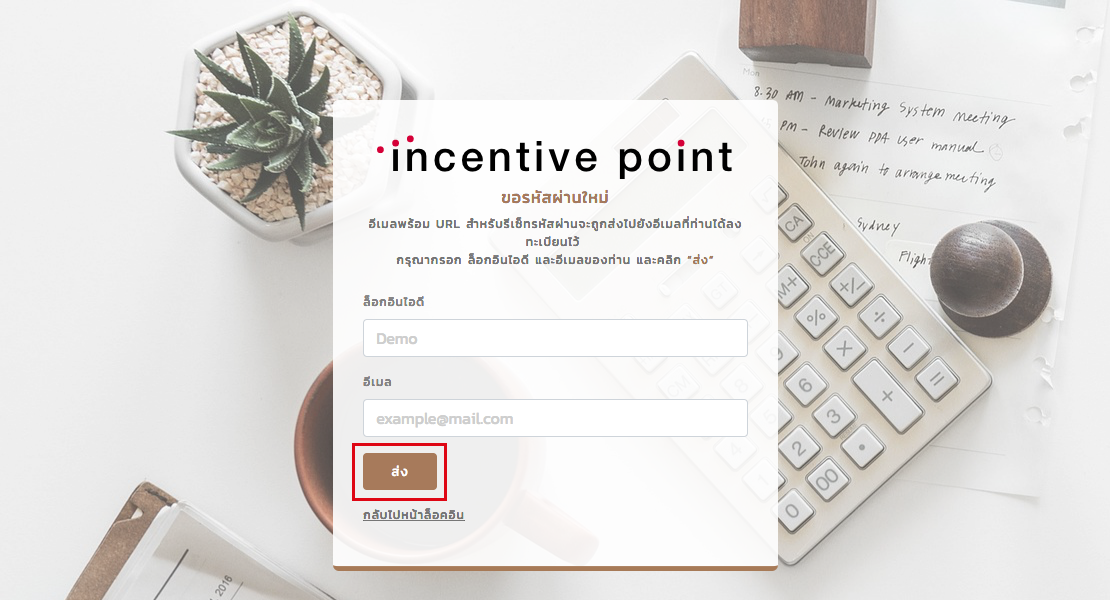 incentive point
ขอรหัสผ่านใหม่
อีเมลพร้อม URL สำหรับรีเซ็ทรหัสผ่านจะถูกส่งไปยังอีเมลที่ท่านได้ลง
ทะเบียนไว้
กรุณากรอก ล็อกอินไอดี และอีเมลของท่าน และคลิก “ส่ง”
ล็อกอินไอดี
Demo
อีเมล
example@mail.com
ส่ง
กลับไปหน้าล็อคอิน
Mon
8.30 AM - Marketing System meeting
PM - Review PDA user manual
John again to arrange meeting
Sydney
Flight
CA
ON
C·CE
M+
+/-
%
÷
×
−
=
9
6
3
+
2
•
0
00
2016